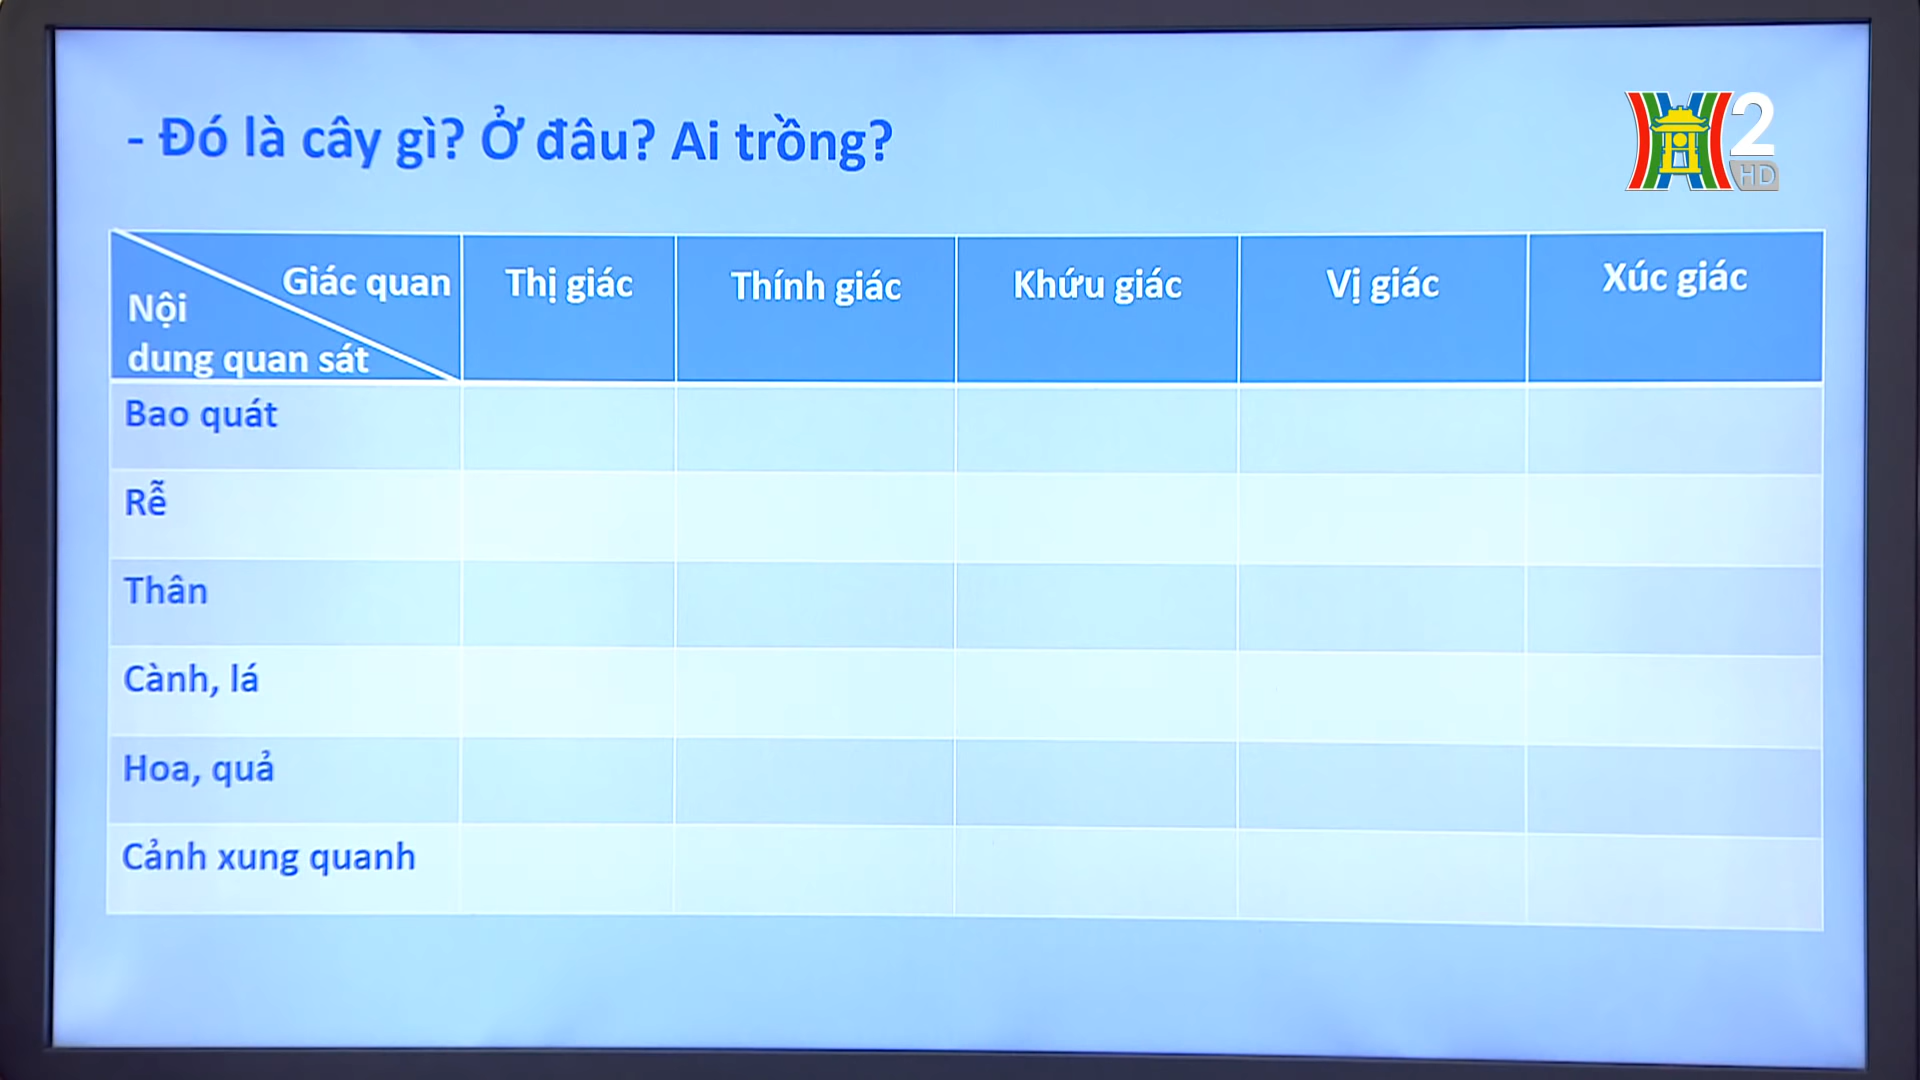 - Đó là cây gì? Ở đâu? Ai trồng?
2
HD
Giác quan
Nội
dung quan sát
Thị giác
Thính giác
Khứu giác
Vị giác
Xúc giác
Bao quát
Rễ
Thân
Cành, lá
Hoa, quả
Cảnh xung quanh